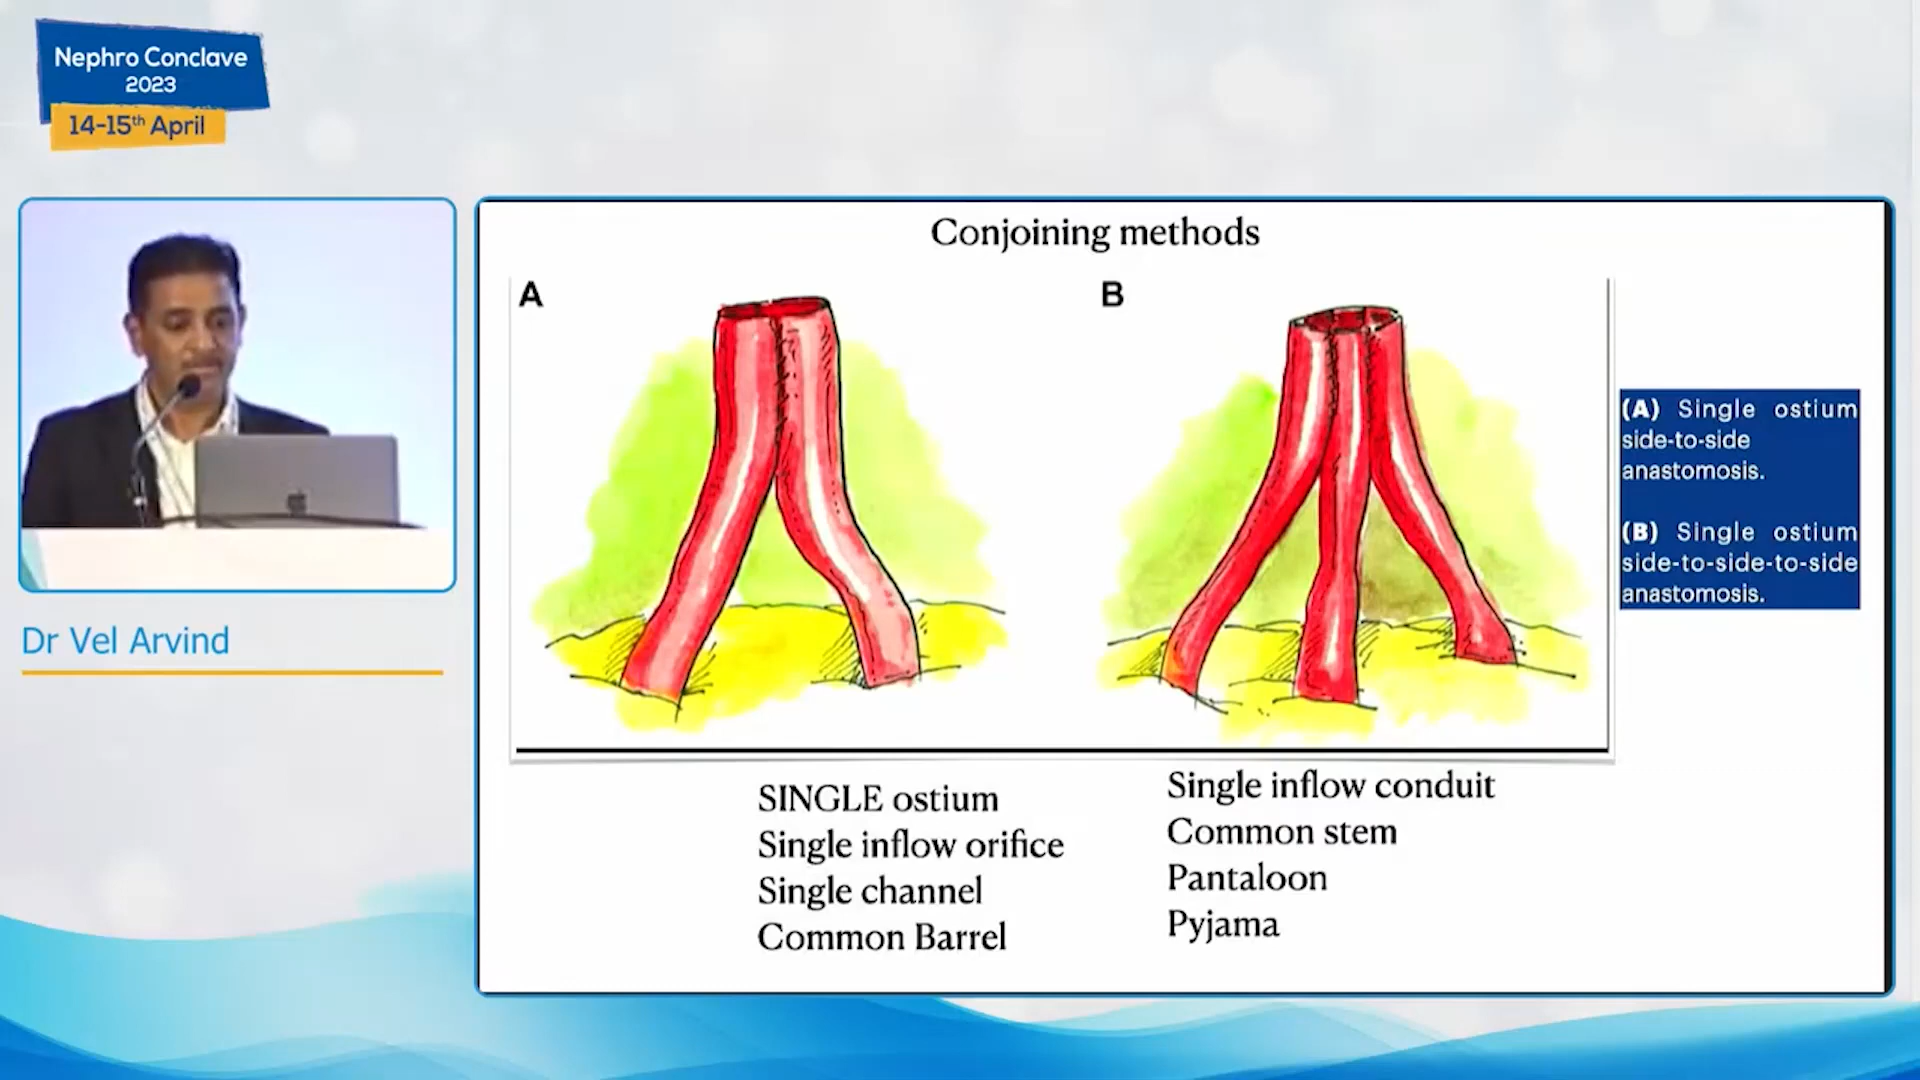 Nephro Conclave
2023
14-15th April
Dr Vel Arvind
Conjoining methods
A
B
(A) Single ostium
side-to-side
anastomosis.
(B) Single ostium
side-to-side-to-side
anastomosis.
SINGLE ostium
Single inflow orifice
Single channel
Common Barrel
Single inflow conduit
Common stem
Pantaloon
Pyjama